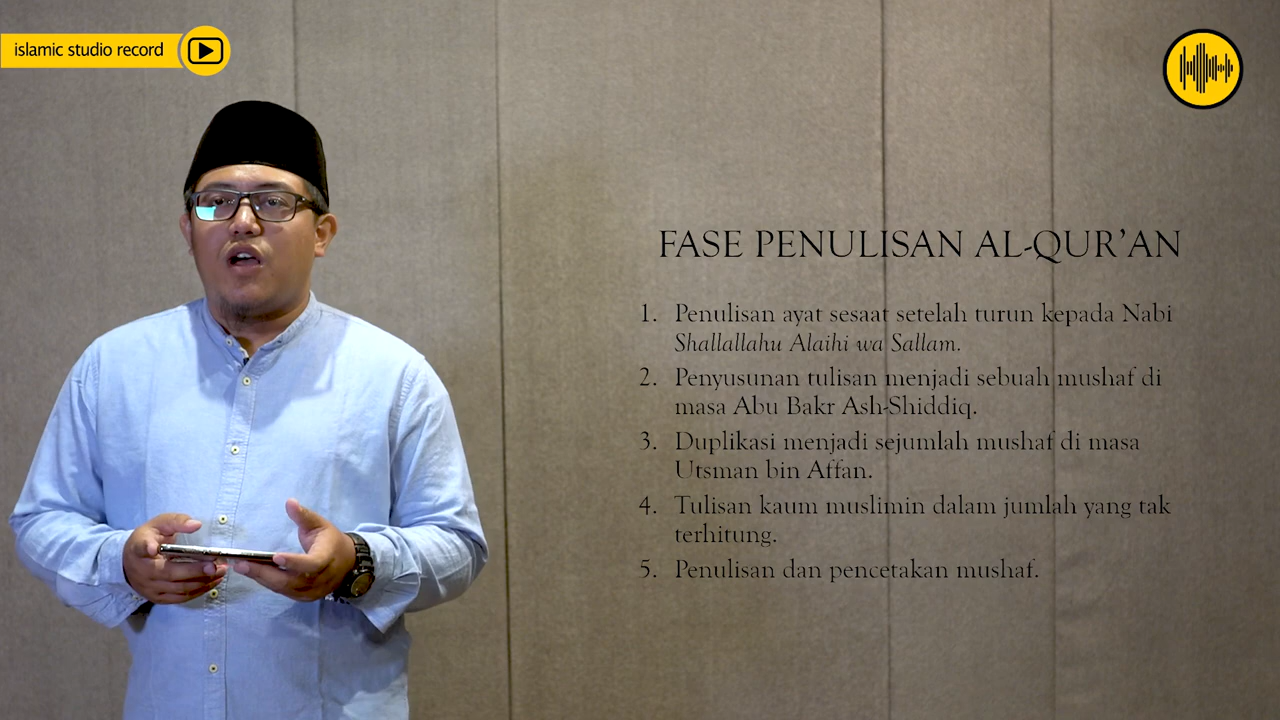 islamic studio record
FASE PENULISAN AL-QUR’AN
1. Penulisan ayat sesaat setelah turun kepada Nabi
Shallallahu Alaihi wa Sallam.
2. Penyusunan tulisan menjadi sebuah mushaf di
masa Abu Bakr Ash-Shiddiq.
3. Duplikasi menjadi sejumlah mushaf di masa
Utsman bin Affan.
4. Tulisan kaum muslimin dalam jumlah yang tak
terhitung.
5. Penulisan dan pencetakan mushaf.